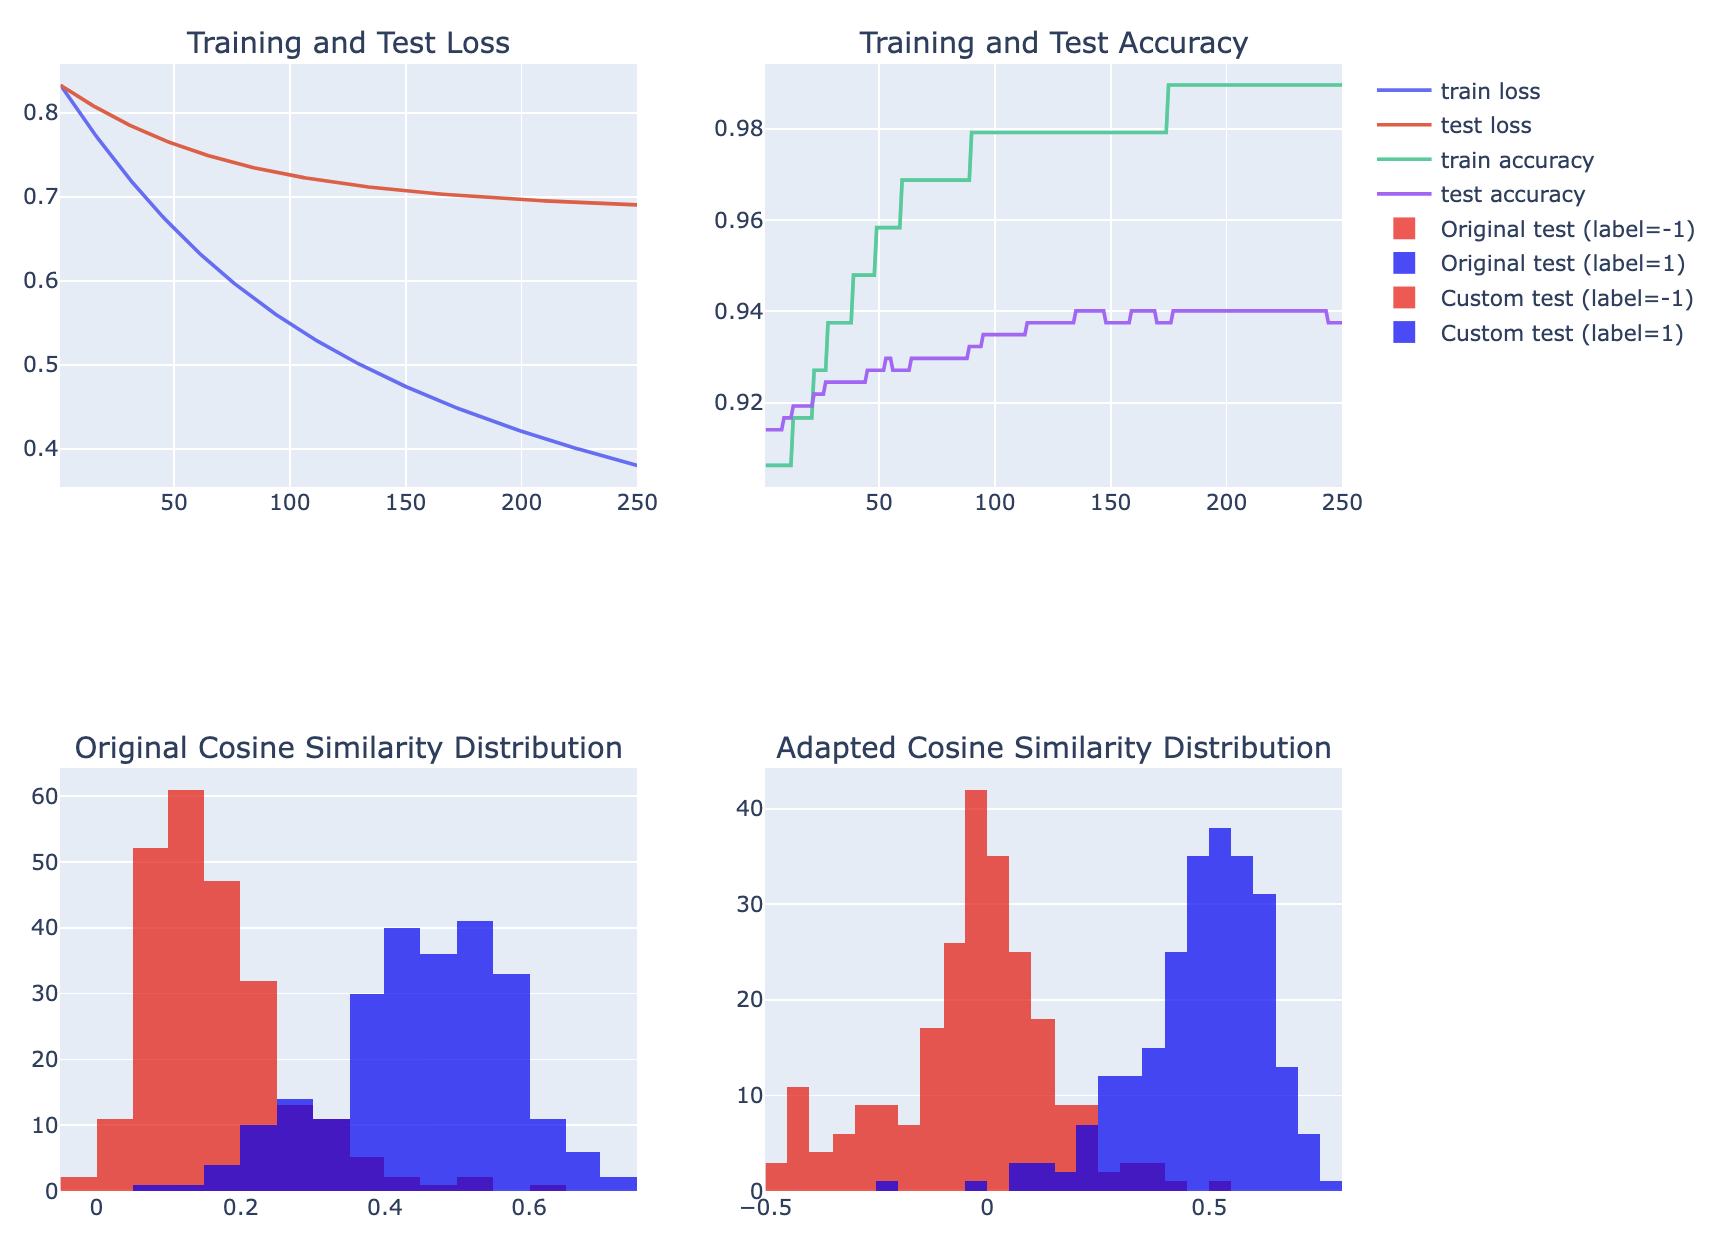 Training and Test Loss
0.8
0.7
0.6
0.5
0.4
50 100 150 200 250
Training and Test Accuracy
0.98
0.96
0.94
0.92
50 100 150 200 250
train loss
test loss
train accuracy
test accuracy
Original test (label=-1)
Original test (label=1)
Custom test (label=-1)
Custom test (label=1)
Original Cosine Similarity Distribution
60
50
40
30
20
10
0
0 0.2 0.4 0.6
Adapted Cosine Similarity Distribution
40
30
20
10
0
−0.5 0 0.5